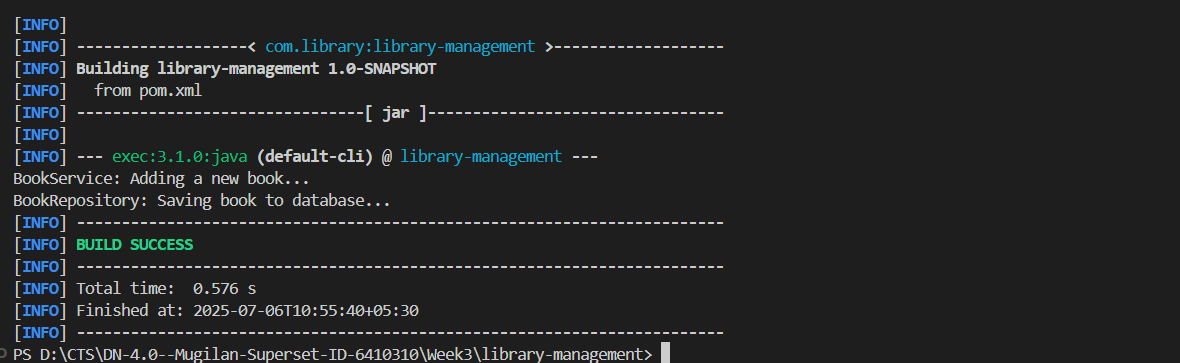 [INFO]
[INFO] -------------------< com.library:library-management >-------------------
[INFO] Building library-management 1.0-SNAPSHOT
[INFO]   from pom.xml
[INFO] --------------------------------[ jar ]---------------------------------
[INFO]
[INFO] --- exec:3.1.0:java (default-cli) @ library-management ---
BookService: Adding a new book...
BookRepository: Saving book to database...
[INFO] ------------------------------------------------------------------------
[INFO] BUILD SUCCESS
[INFO] ------------------------------------------------------------------------
[INFO] Total time:  0.576 s
[INFO] Finished at: 2025-07-06T10:55:40+05:30
[INFO] ------------------------------------------------------------------------
PS D:\CTS\DN-4.0--Mugilan-Superset-ID-6410310\Week3\library-management>